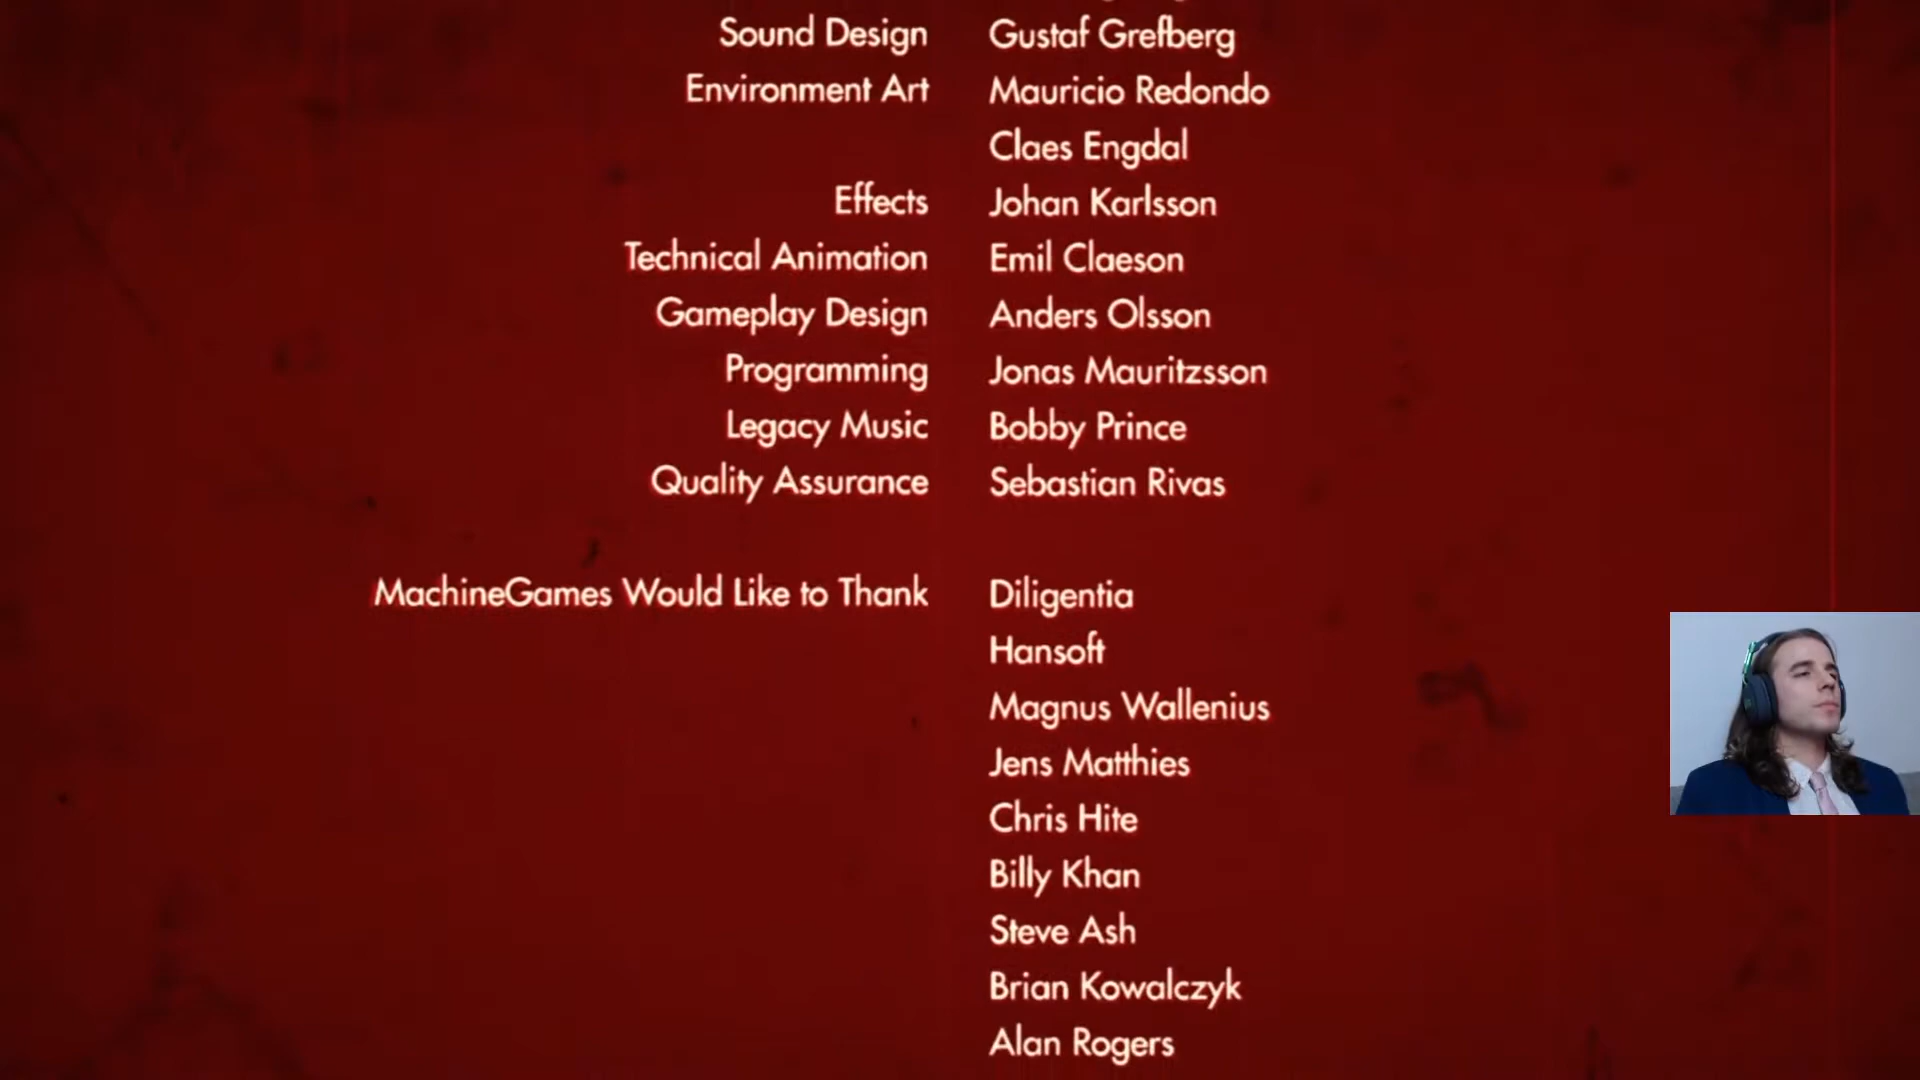 Sound Design Gustaf Grefberg
Environment Art Mauricio Redondo
Claes Engdal
Effects Johan Karlsson
Technical Animation Emil Claeson
Gameplay Design Anders Olsson
Programming Jonas Mauritzsson
Legacy Music Bobby Prince
Quality Assurance Sebastian Rivas
MachineGames Would Like to Thank Diligentia
Hansoft
Magnus Wallenius
Jens Matthies
Chris Hite
Billy Khan
Steve Ash
Brian Kowalczyk
Alan Rogers